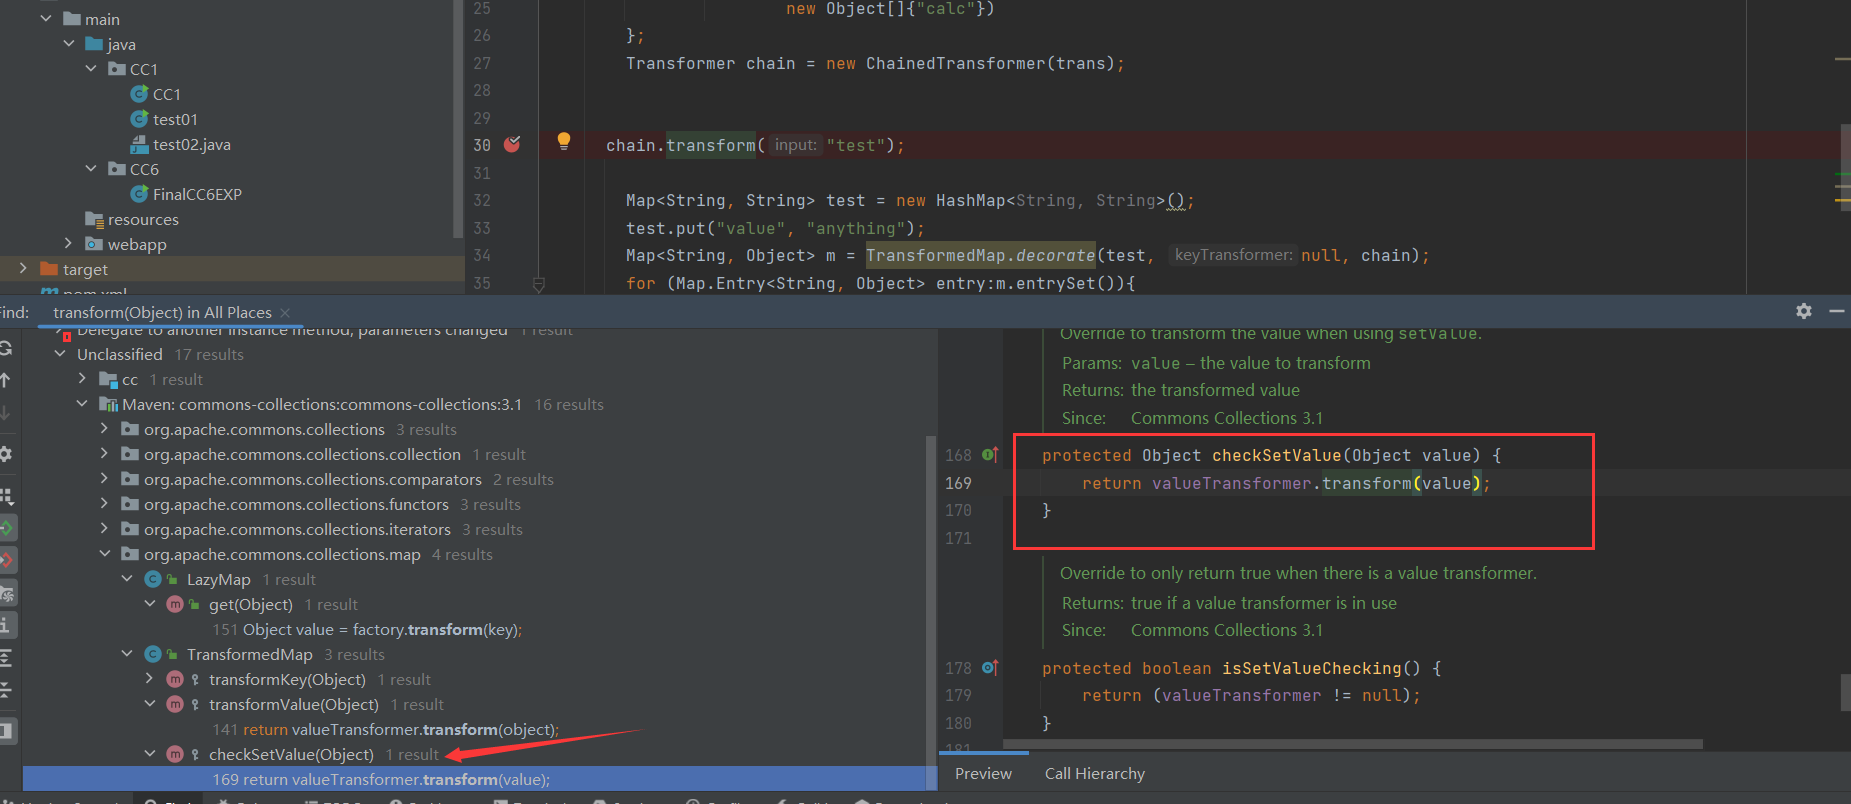 main
java
CC1
CC1
test01
test02.java
CC6
FinalCC6EXP
resources
webapp
target
pom.xml
25 new Object[]{"calc"})
26 };
27 Transformer chain = new ChainedTransformer(trans);
28
29
30 chain.transform( input: "test");
31
32 Map<String, String> test = new HashMap<String, String>();
33 test.put("value", "anything");
34 Map<String, Object> m = TransformedMap.decorate(test, keyTransformer: null, chain);
35 for (Map.Entry<String, Object> entry:m.entrySet()){
Find: transform(Object) in All Places
Delegate to another instance method, parameters changed 1 result
Unclassified 17 results
cc 1 result
Maven: commons-collections:commons-collections:3.1 16 results
org.apache.commons.collections 3 results
org.apache.commons.collections.collection 1 result
org.apache.commons.collections.comparators 2 results
org.apache.commons.collections.functors 3 results
org.apache.commons.collections.iterators 3 results
org.apache.commons.collections.map 4 results
LazyMap 1 result
get(Object) 1 result
151 Object value = factory.transform(key);
TransformedMap 3 results
transformKey(Object) 1 result
transformValue(Object) 1 result
141 return valueTransformer.transform(object);
checkSetValue(Object) 1 result
169 return valueTransformer.transform(value);
Override to transform the value when using setValue.
Params: value – the value to transform
Returns: the transformed value
Since: Commons Collections 3.1
168 protected Object checkSetValue(Object value) {
169 return valueTransformer.transform(value);
170 }
171
Override to only return true when there is a value transformer.
Returns: true if a value transformer is in use
Since: Commons Collections 3.1
178 protected boolean isSetValueChecking() {
179 return (valueTransformer != null);
180 }
181
Preview Call Hierarchy